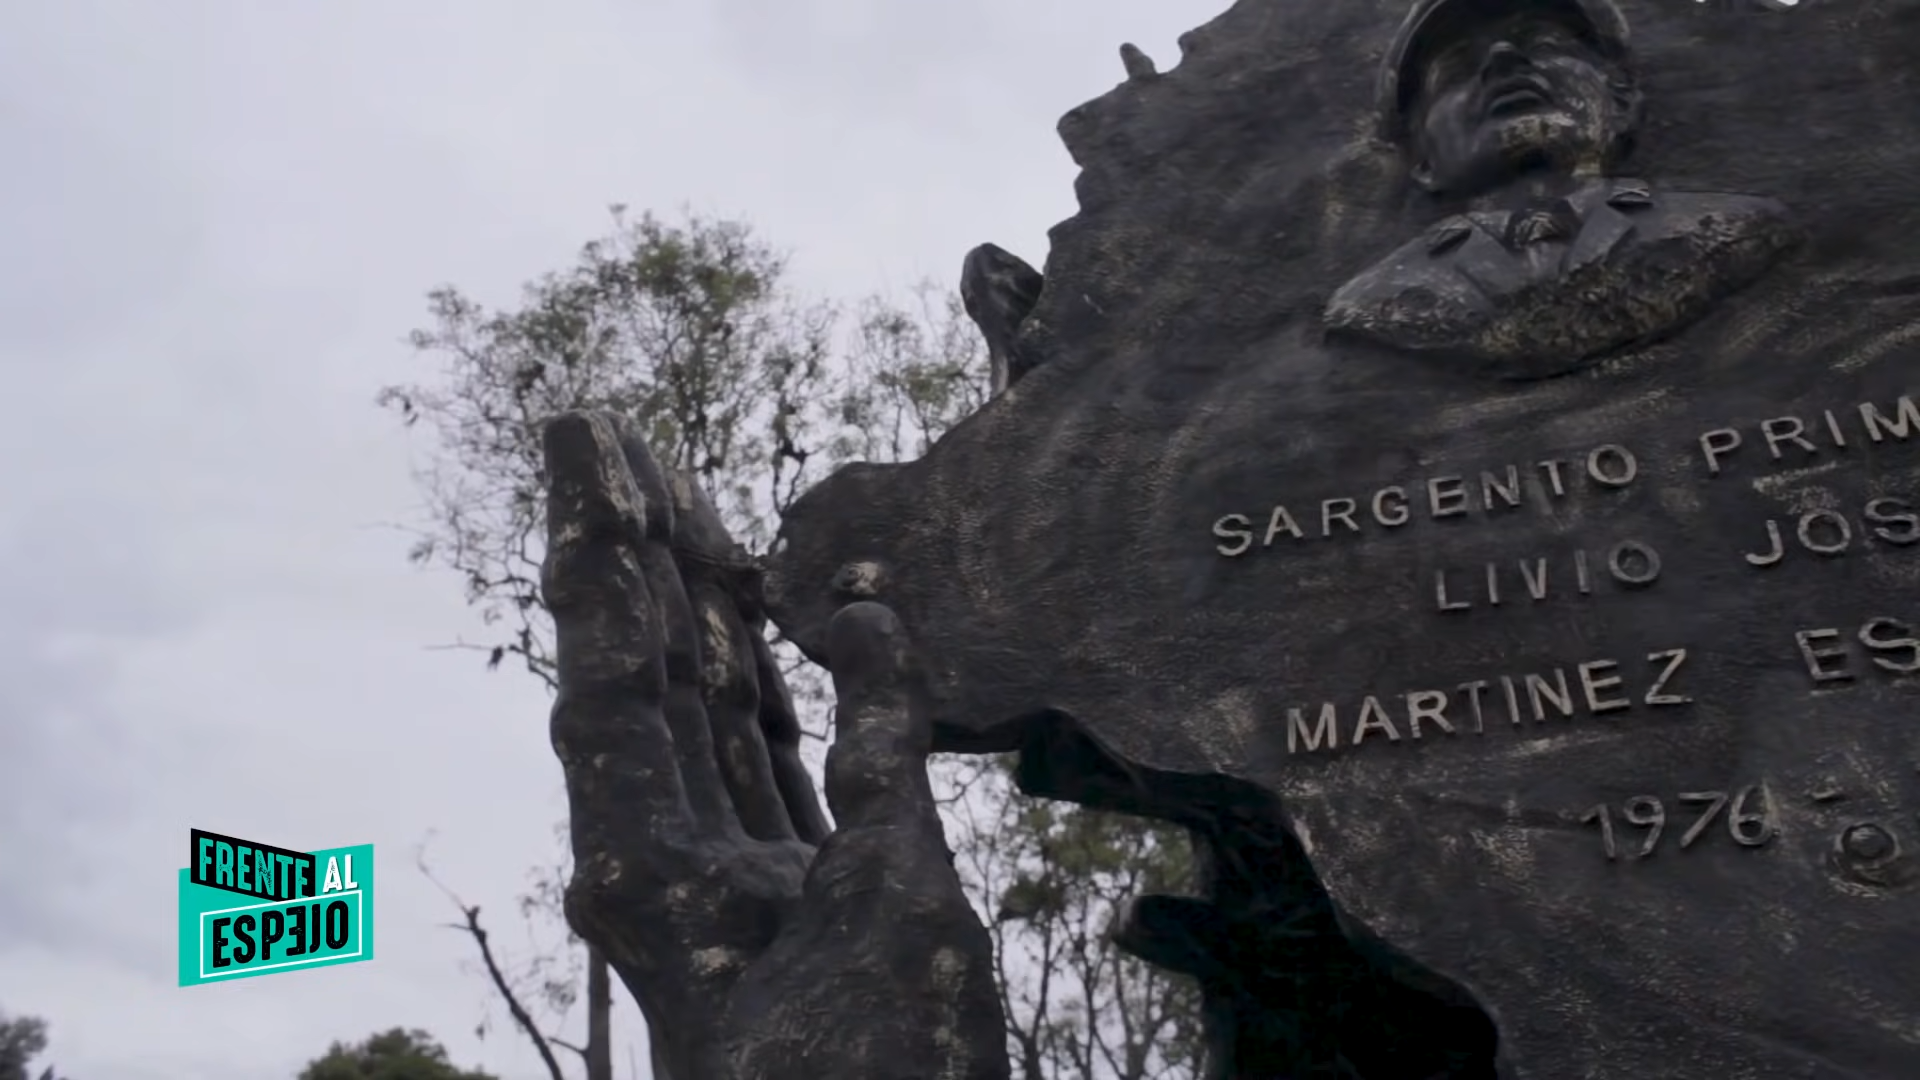 SARGENTO PRIM
LIVIO JOS
MARTINEZ ES
1976 -
FRENTE AL
ESPEJO